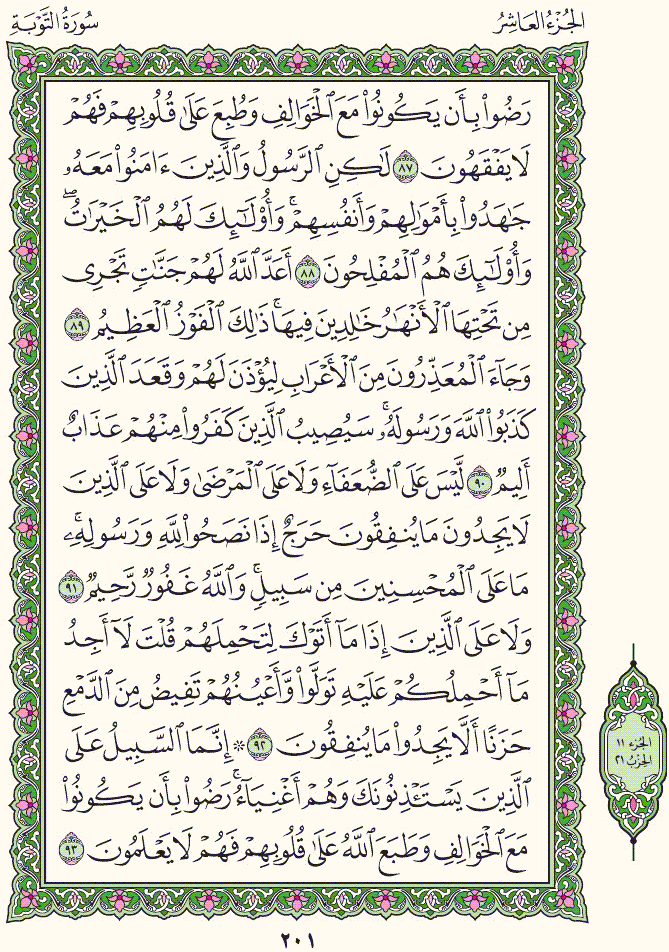 الجُزْءُ العَاشِرُ
سُورَةُ التَّوْبَةِ
رَضُوا۟ بِأَن يَكُونُوا۟ مَعَ ٱلْخَوَالِفِ وَطُبِعَ عَلَىٰ قُلُوبِهِمْ فَهُمْ
لَا يَفْقَهُونَ ٨٧ لَٰكِنِ ٱلرَّسُولُ وَٱلَّذِينَ ءَامَنُوا۟ مَعَهُۥ
جَٰهَدُوا۟ بِأَمْوَٰلِهِمْ وَأَنفُسِهِمْ ۚ وَأُو۟لَٰٓئِكَ لَهُمُ ٱلْخَيْرَٰتُ ۖ
وَأُو۟لَٰٓئِكَ هُمُ ٱلْمُفْلِحُونَ ٨٨ أَعَدَّ ٱللَّهُ لَهُمْ جَنَّٰتٍ تَجْرِى
مِن تَحْتِهَا ٱلْأَنْهَٰرُ خَٰلِدِينَ فِيهَا ۚ ذَٰلِكَ ٱلْفَوْزُ ٱلْعَظِيمُ ٨٩
وَجَآءَ ٱلْمُعَذِّرُونَ مِنَ ٱلْأَعْرَابِ لِيُؤْذَنَ لَهُمْ وَقَعَدَ ٱلَّذِينَ
كَذَبُوا۟ ٱللَّهَ وَرَسُولَهُۥ ۚ سَيُصِيبُ ٱلَّذِينَ كَفَرُوا۟ مِنْهُمْ عَذَابٌ
أَلِيمٌ ٩٠ لَّيْسَ عَلَى ٱلضُّعَفَآءِ وَلَا عَلَى ٱلْمَرْضَىٰ وَلَا عَلَى ٱلَّذِينَ
لَا يَجِدُونَ مَا يُنفِقُونَ حَرَجٌ إِذَا نَصَحُوا۟ لِلَّهِ وَرَسُولِهِۦ ۚ
مَا عَلَى ٱلْمُحْسِنِينَ مِن سَبِيلٍ ۚ وَٱللَّهُ غَفُورٌ رَّحِيمٌ ٩١
وَلَا عَلَى ٱلَّذِينَ إِذَا مَآ أَتَوْكَ لِتَحْمِلَهُمْ قُلْتَ لَآ أَجِدُ
مَآ أَحْمِلُكُمْ عَلَيْهِ تَوَلَّوا۟ وَّأَعْيُنُهُمْ تَفِيضُ مِنَ ٱلدَّمْعِ
حَزَنًا أَلَّا يَجِدُوا۟ مَا يُنفِقُونَ ٩٢ ۞ إِنَّمَا ٱلسَّبِيلُ عَلَى
ٱلَّذِينَ يَسْتَـْٔذِنُونَكَ وَهُمْ أَغْنِيَآءُ ۚ رَضُوا۟ بِأَن يَكُونُوا۟
مَعَ ٱلْخَوَالِفِ وَطَبَعَ ٱللَّهُ عَلَىٰ قُلُوبِهِمْ فَهُمْ لَا يَعْلَمُونَ ٩٣
الجُزء ١١
الحِزبُ ٢١
٢٠١